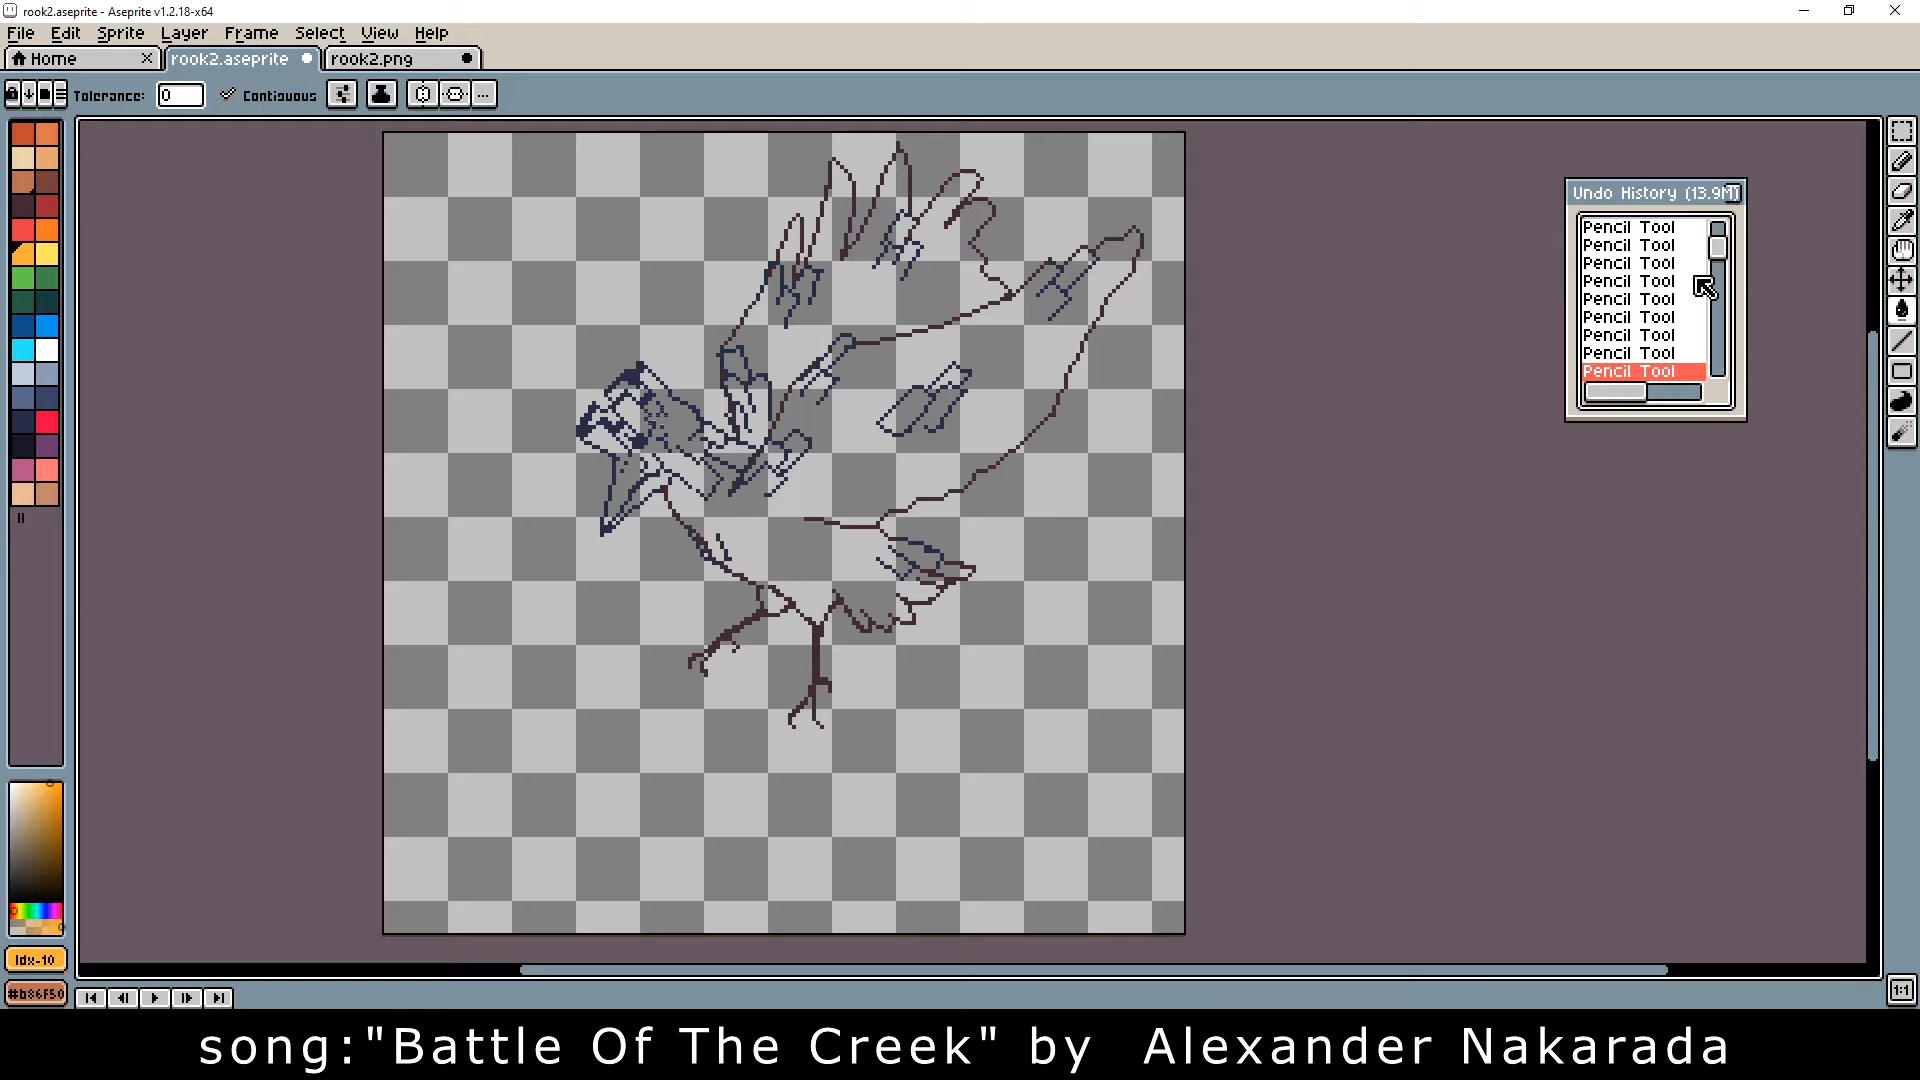 rook2.aseprite - Aseprite v1.2.18-x64
File Edit Sprite Layer Frame Select View Help
Home rook2.aseprite rook2.png
Tolerance: 0 Contiguous
Undo History (13.9M)
Pencil Tool
Pencil Tool
Pencil Tool
Pencil Tool
Pencil Tool
Pencil Tool
Pencil Tool
Pencil Tool
Pencil Tool
Idx-10
#b86F50
1:1
song:"Battle Of The Creek" by Alexander Nakarada